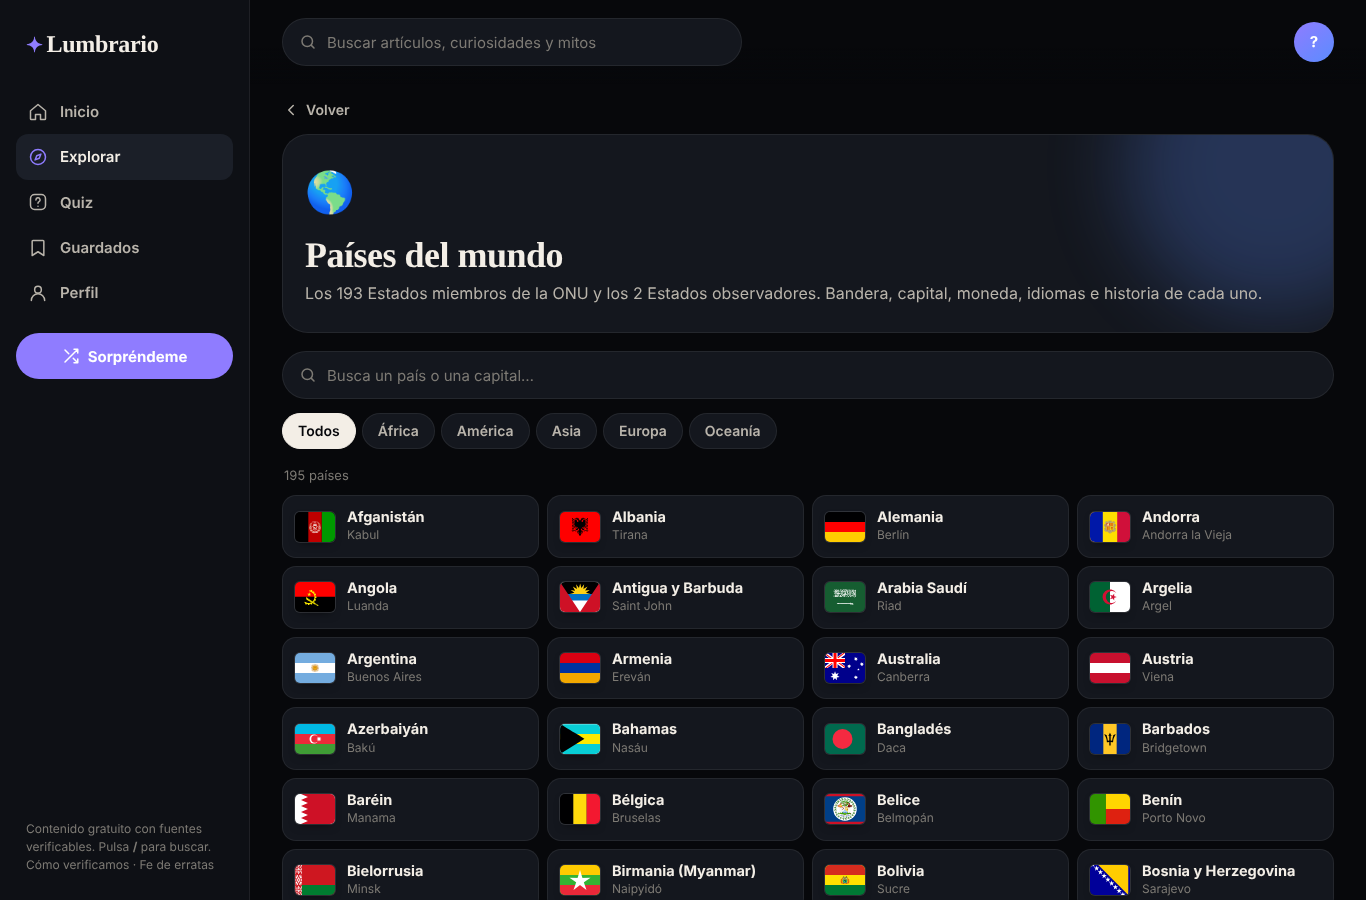 Lumbrario
Buscar artículos, curiosidades y mitos
?
Inicio
Explorar
Quiz
Guardados
Perfil
Sorpréndeme
Volver
Países del mundo
Los 193 Estados miembros de la ONU y los 2 Estados observadores. Bandera, capital, moneda, idiomas e historia de cada uno.
Busca un país o una capital...
Todos
África
América
Asia
Europa
Oceanía
195 países
Afganistán
Kabul
Albania
Tirana
Alemania
Berlín
Andorra
Andorra la Vieja
Angola
Luanda
Antigua y Barbuda
Saint John
Arabia Saudí
Riad
Argelia
Argel
Argentina
Buenos Aires
Armenia
Ereván
Australia
Canberra
Austria
Viena
Azerbaiyán
Bakú
Bahamas
Nasáu
Bangladés
Daca
Barbados
Bridgetown
Baréin
Manama
Bélgica
Bruselas
Belice
Belmopán
Benín
Porto Novo
Bielorrusia
Minsk
Birmania (Myanmar)
Naipyidó
Bolivia
Sucre
Bosnia y Herzegovina
Sarajevo
Contenido gratuito con fuentes
verificables. Pulsa / para buscar.
Cómo verificamos · Fe de erratas